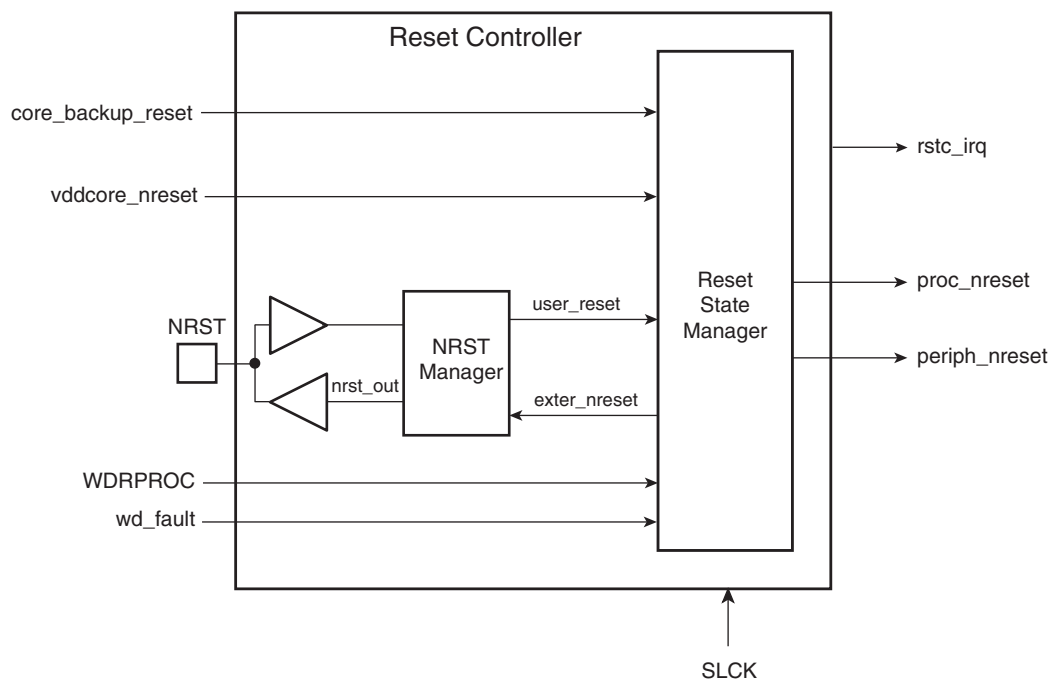 Reset Controller
core_backup_reset
rstc_irq
vddcore_nreset
Reset
State
Manager
proc_nreset
user_reset
NRST
NRST
Manager
periph_nreset
nrst_out
exter_nreset
WDRPROC
wd_fault
SLCK